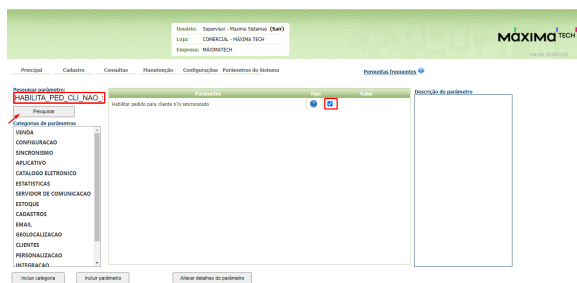 Usuário: Supervisor - Maxima Sistemas (Sair)
Loja: COMERCIAL - MÁXIMA TECH
Empresa: MÁXIMATECH
MÁXIMA TECH
Principal Cadastro Consultas Manutenção Configurações Parâmetros do Sistema Perguntas frequentes
Pesquisar parâmetro:
HABILITA_PED_CLI_NAO_
Pesquisar
Categorias de parâmetros
VENDA
CONFIGURACAO
SINCRONISMO
APLICATIVO
CATALOGO ELETRONICO
ESTATISTICAS
SERVIDOR DE COMUNICACAO
ESTOQUE
CADASTROS
EMAIL
GEOLOCALIZACAO
CLIENTES
PERSONALIZACAO
INTEGRACAO
Parâmetro Tipo Valor
Habilitar pedido para cliente n?o sincronizado
Descrição do parâmetro
Incluir categoria Incluir parâmetro Alterar detalhes do parâmetro